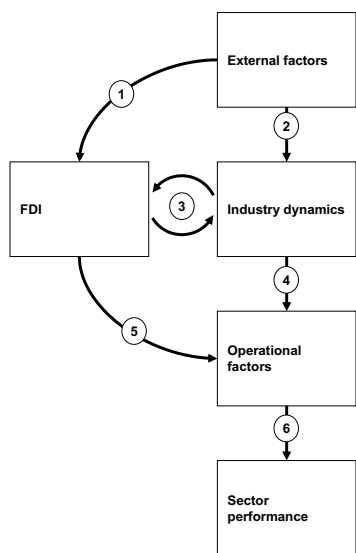 External factors
1
2
FDI
3
Industry dynamics
4
5
Operational
factors
6
Sector
performance